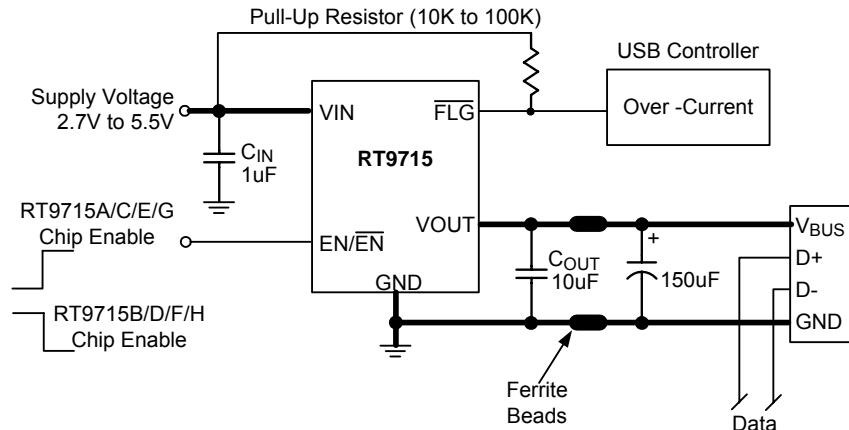 Pull-Up Resistor (10K to 100K)
USB Controller
Supply Voltage
2.7V to 5.5V
VIN
FLG
Over -Current
RT9715
CIN
1uF
RT9715A/C/E/G
Chip Enable
EN/EN
VOUT
GND
COUT
10uF
+
150uF
VBUS
D+
D-
GND
RT9715B/D/F/H
Chip Enable
Ferrite
Beads
Data